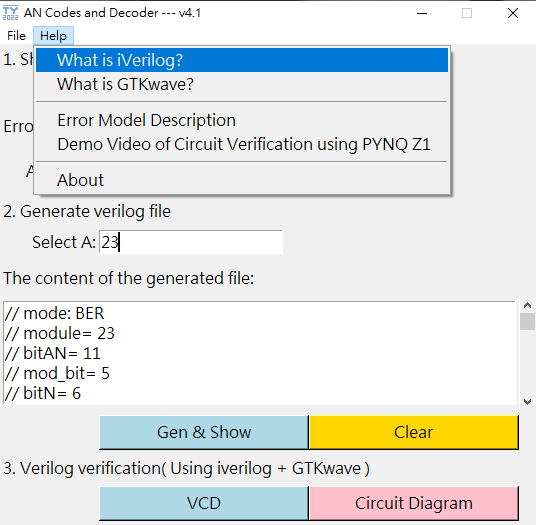 TY
2022
AN Codes and Decoder --- v4.1
File Help
1. Sh
What is iVerilog?
What is GTKwave?
Erro
Error Model Description
Demo Video of Circuit Verification using PYNQ Z1
A
About
2. Generate verilog file
Select A: 23
The content of the generated file:
// mode: BER
// module= 23
// bitAN= 11
// mod_bit= 5
// bitN= 6
Gen & Show Clear
3. Verilog verification( Using iverilog + GTKwave )
VCD Circuit Diagram